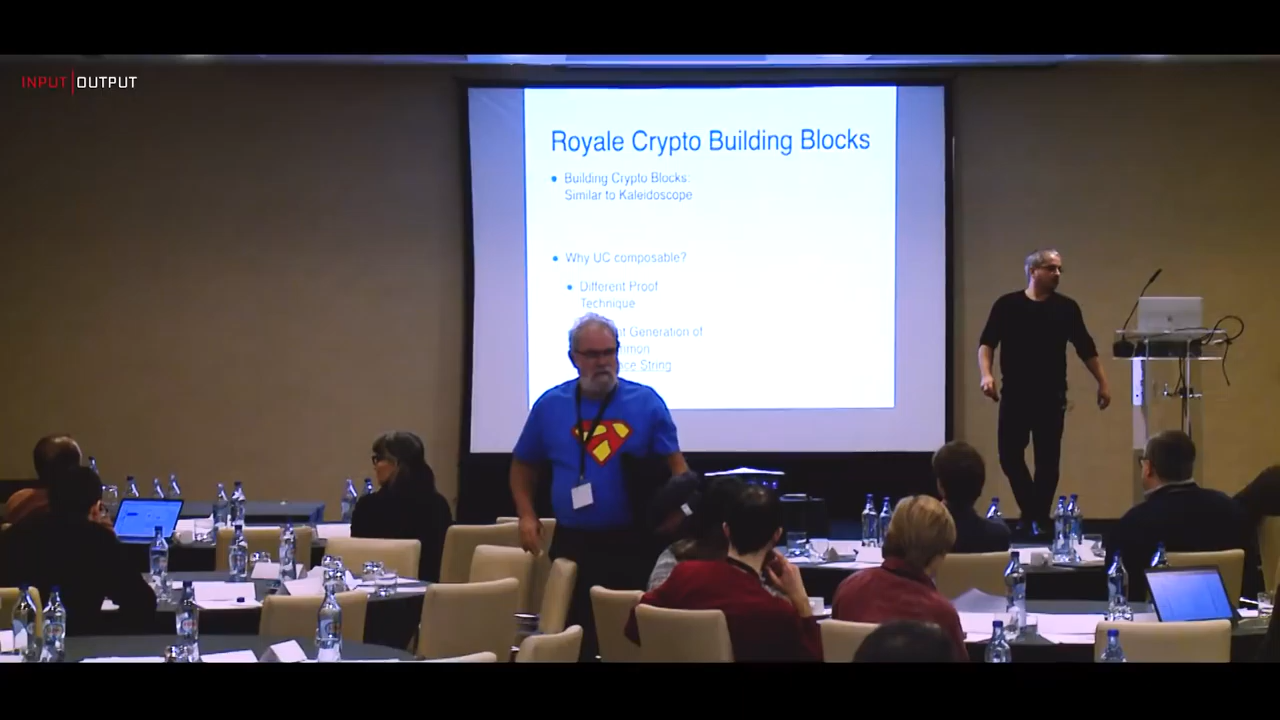 INPUT OUTPUT
Royale Crypto Building Blocks
Building Crypto Blocks:
Similar to Kaleidoscope
Why UC composable?
Different Proof
Technique
Generation of
String